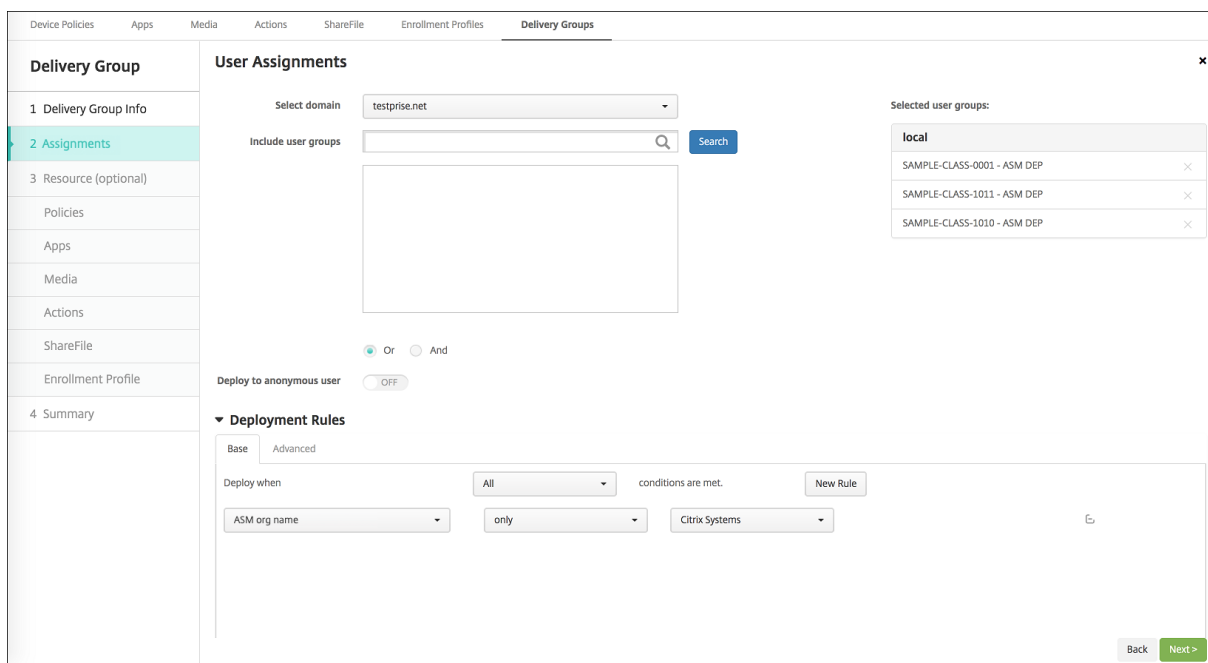 Device Policies Apps Media Actions ShareFile Enrollment Profiles Delivery Groups
Delivery Group
1 Delivery Group Info
2 Assignments
3 Resource (optional)
Policies
Apps
Media
Actions
ShareFile
Enrollment Profile
4 Summary
User Assignments
Select domain testprise.net
Include user groups Search
Or And
Deploy to anonymous user OFF
Selected user groups:
local
SAMPLE-CLASS-0001 - ASM DEP
SAMPLE-CLASS-1011 - ASM DEP
SAMPLE-CLASS-1010 - ASM DEP
Deployment Rules
Base Advanced
Deploy when All conditions are met. New Rule
ASM org name only Citrix Systems
Back Next >